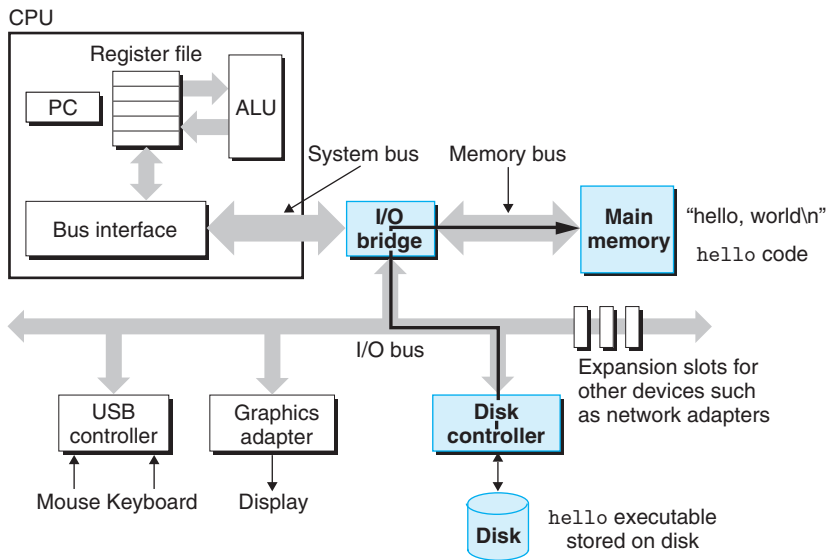 CPU
Register file
PC
ALU
System bus
Memory bus
Bus interface
I/O
bridge
Main
memory
“hello, world\n”
hello code
I/O bus
Expansion slots for
other devices such
as network adapters
USB
controller
Graphics
adapter
Disk
controller
Mouse Keyboard
Display
Disk
hello executable
stored on disk